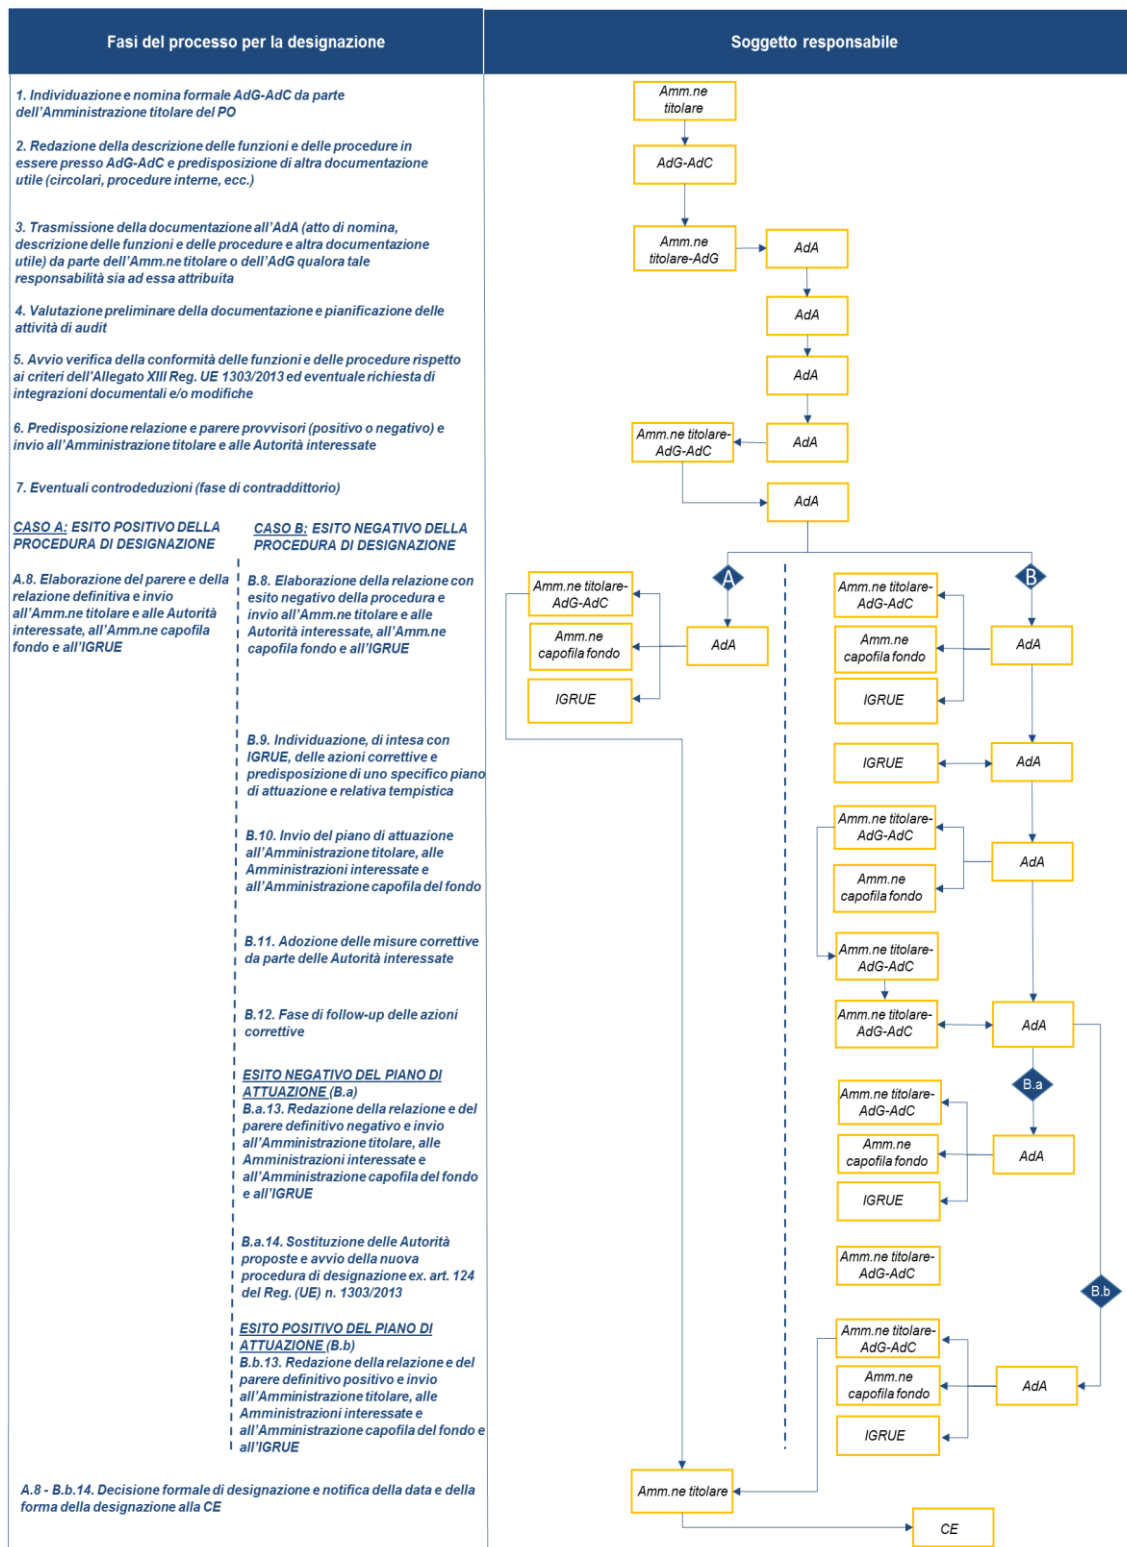 Fasi del processo per la designazione
Soggetto responsabile
1. Individuazione e nomina formale AdG-AdC da parte
dell'Amministrazione titolare del PO
Amm.ne
titolare
2. Redazione della descrizione delle funzioni e delle procedure in
essere presso AdG-AdC e predisposizione di altra documentazione
utile (circolari, procedure interne, ecc.)
AdG-AdC
3. Trasmissione della documentazione all'AdA (atto di nomina,
descrizione delle funzioni e delle procedure e altra documentazione
utile) da parte dell'Amm.ne titolare o dell'AdG qualora tale
responsabilità sia ad essa attribuita
Amm.ne
titolare-AdG
AdA
4. Valutazione preliminare della documentazione e pianificazione delle
attività di audit
AdA
5. Avvio verifica della conformità delle funzioni e delle procedure rispetto
ai criteri dell'Allegato XIII Reg. UE 1303/2013 ed eventuale richiesta di
integrazioni documentali e/o modifiche
AdA
6. Predisposizione relazione e parere provvisori (positivo o negativo) e
invio all'Amministrazione titolare e alle Autorità interessate
Amm.ne titolare-
AdG-AdC
AdA
7. Eventuali controdeduzioni (fase di contraddittorio)
AdA
CASO A: ESITO POSITIVO DELLA
PROCEDURA DI DESIGNAZIONE
CASO B: ESITO NEGATIVO DELLA
PROCEDURA DI DESIGNAZIONE
A.8. Elaborazione del parere e della
relazione definitiva e invio
all'Amm.ne titolare e alle Autorità
interessate, all'Amm.ne capofila
fondo e all'IGRUE
B.8. Elaborazione della relazione con
esito negativo della procedura e
invio all'Amm.ne titolare e alle
Autorità interessate, all'Amm.ne
capofila fondo e all'IGRUE
A
Amm.ne titolare-
AdG-AdC
Amm.ne
capofila fondo
AdA
IGRUE
B
Amm.ne titolare-
AdG-AdC
Amm.ne
capofila fondo
AdA
IGRUE
B.9. Individuazione, di intesa con
IGRUE, delle azioni correttive e
predisposizione di uno specifico piano
di attuazione e relativa tempistica
IGRUE
AdA
B.10. Invio del piano di attuazione
all'Amministrazione titolare, alle
Amministrazioni interessate e
all'Amministrazione capofila del fondo
Amm.ne titolare-
AdG-AdC
AdA
Amm.ne
capofila fondo
B.11. Adozione delle misure correttive
da parte delle Autorità interessate
Amm.ne titolare-
AdG-AdC
B.12. Fase di follow-up delle azioni
correttive
Amm.ne titolare-
AdG-AdC
AdA
ESITO NEGATIVO DEL PIANO DI
ATTUAZIONE (B.a)
B.a.13. Redazione della relazione e del
parere definitivo negativo e invio
all'Amministrazione titolare, alle
Amministrazioni interessate e
all'Amministrazione capofila del fondo
e all'IGRUE
B.a
Amm.ne titolare-
AdG-AdC
Amm.ne
capofila fondo
AdA
IGRUE
B.a.14. Sostituzione delle Autorità
proposte e avvio della nuova
procedura di designazione ex. art. 124
del Reg. (UE) n. 1303/2013
Amm.ne titolare-
AdG-AdC
B.b
ESITO POSITIVO DEL PIANO DI
ATTUAZIONE (B.b)
B.b.13. Redazione della relazione e del
parere definitivo positivo e invio
all'Amministrazione titolare, alle
Amministrazioni interessate e
all'Amministrazione capofila del fondo e
all'IGRUE
Amm.ne titolare-
AdG-AdC
Amm.ne
capofila fondo
AdA
IGRUE
A.8 - B.b.14. Decisione formale di designazione e notifica della data e della
forma della designazione alla CE
Amm.ne titolare
CE